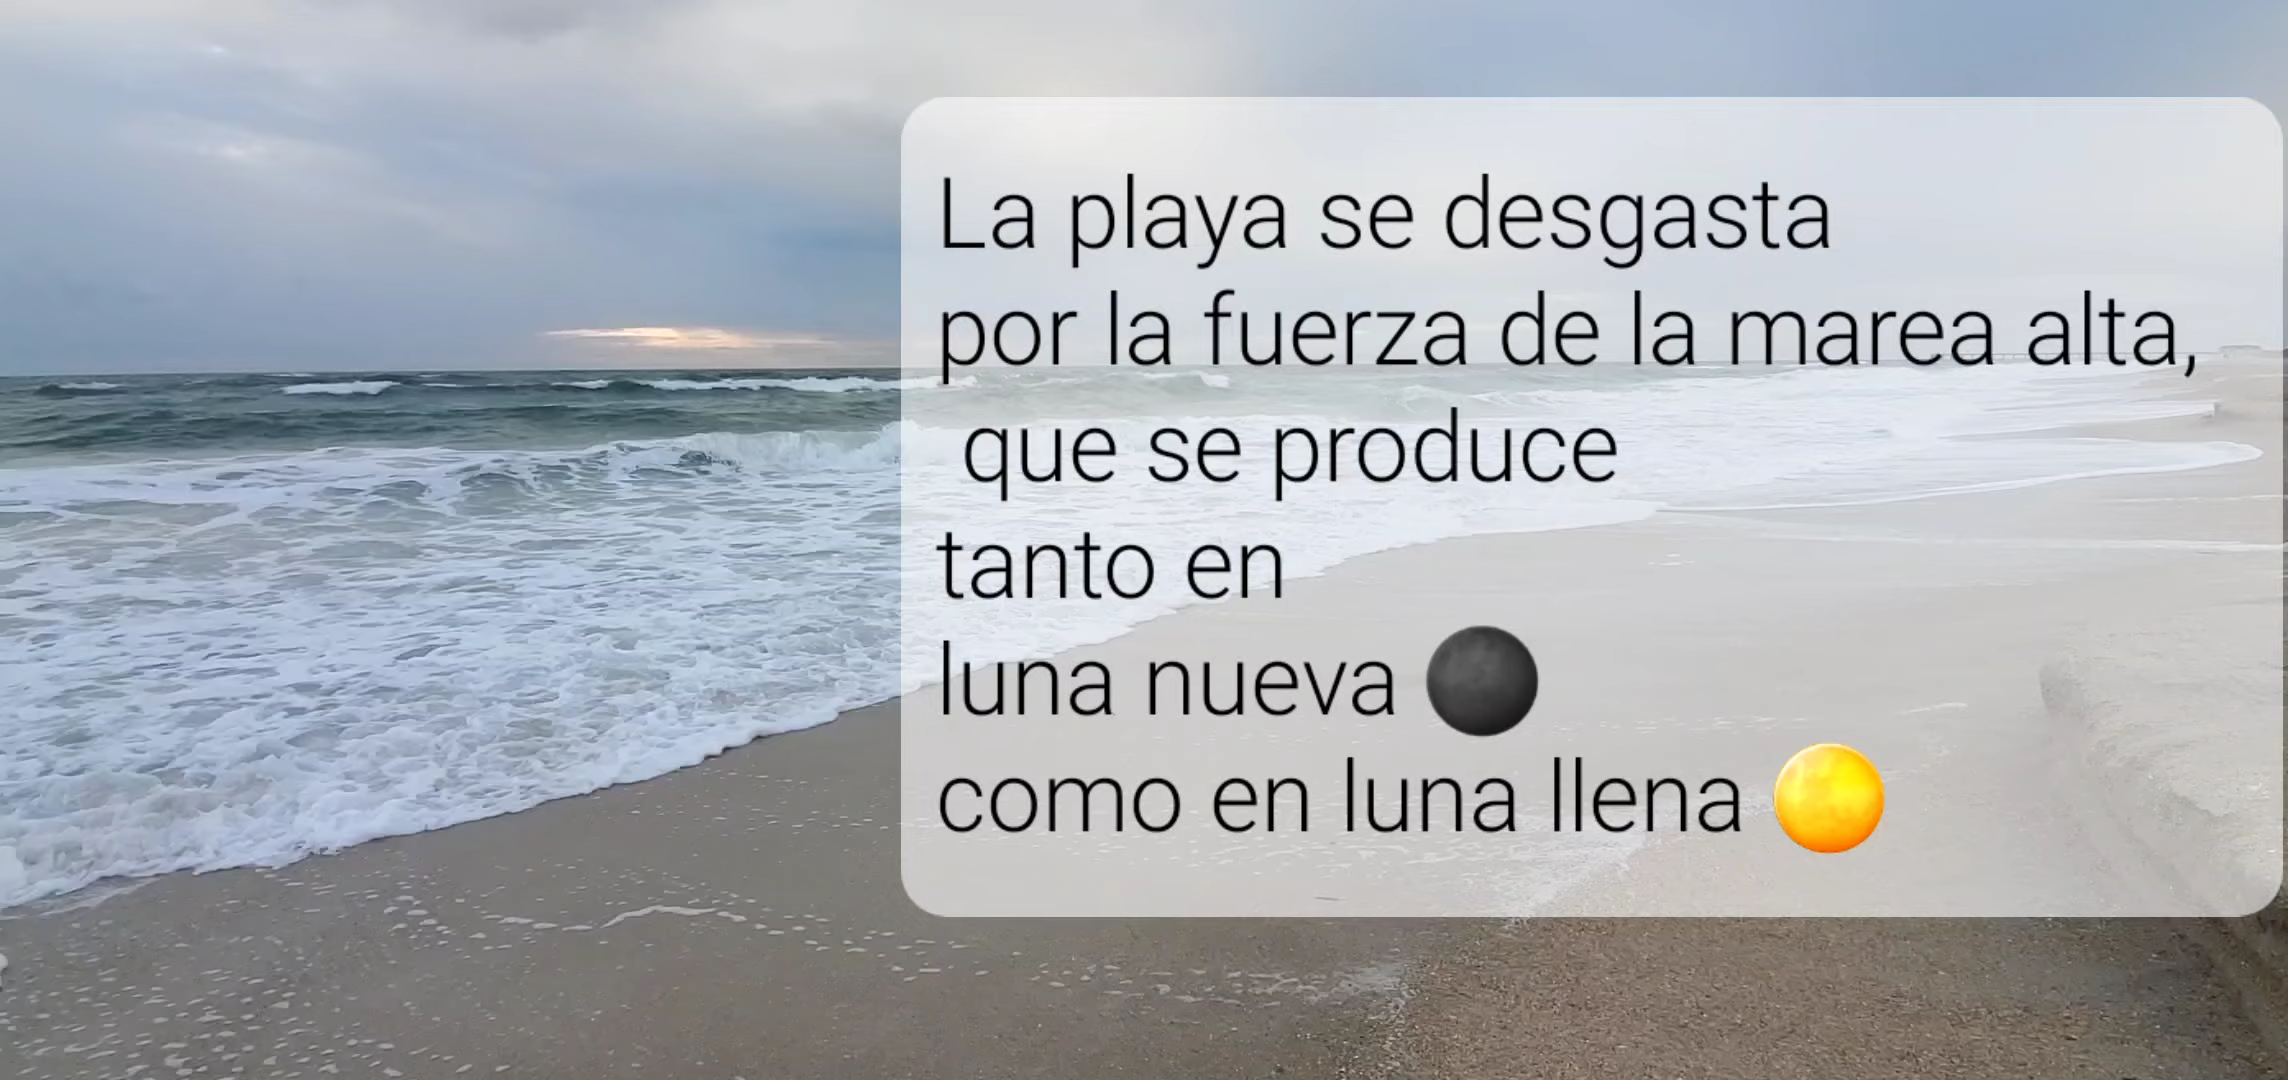 La playa se desgasta
por la fuerza de la marea alta,
que se produce
tanto en
luna nueva 🌑
como en luna llena 🌕